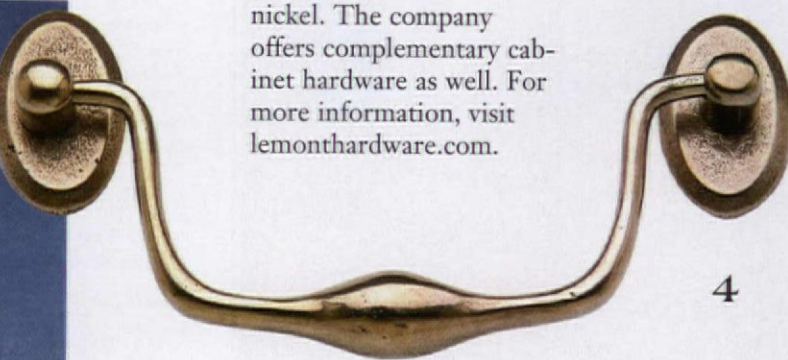 nickel. The company
offers complementary cab-
inet hardware as well. For
more information, visit
lemonthardware.com.
4